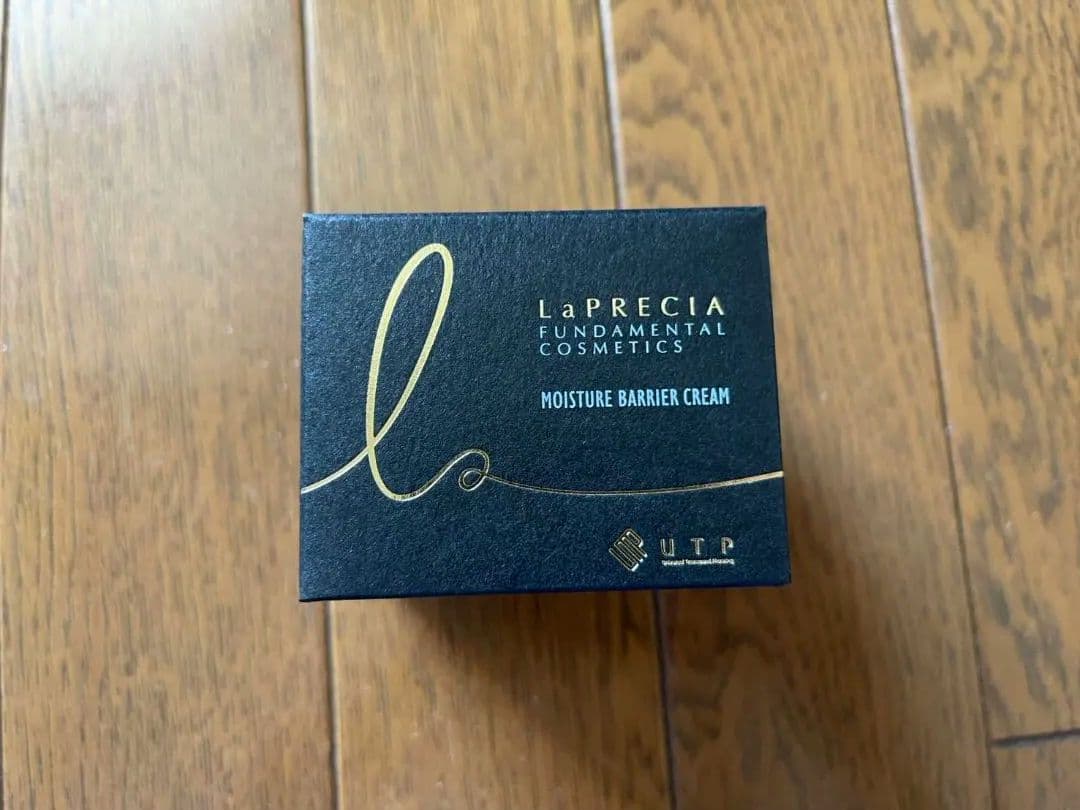 LaPRECIA
FUNDAMENTAL
COSMETICS
MOISTURE BARRIER CREAM
UTP